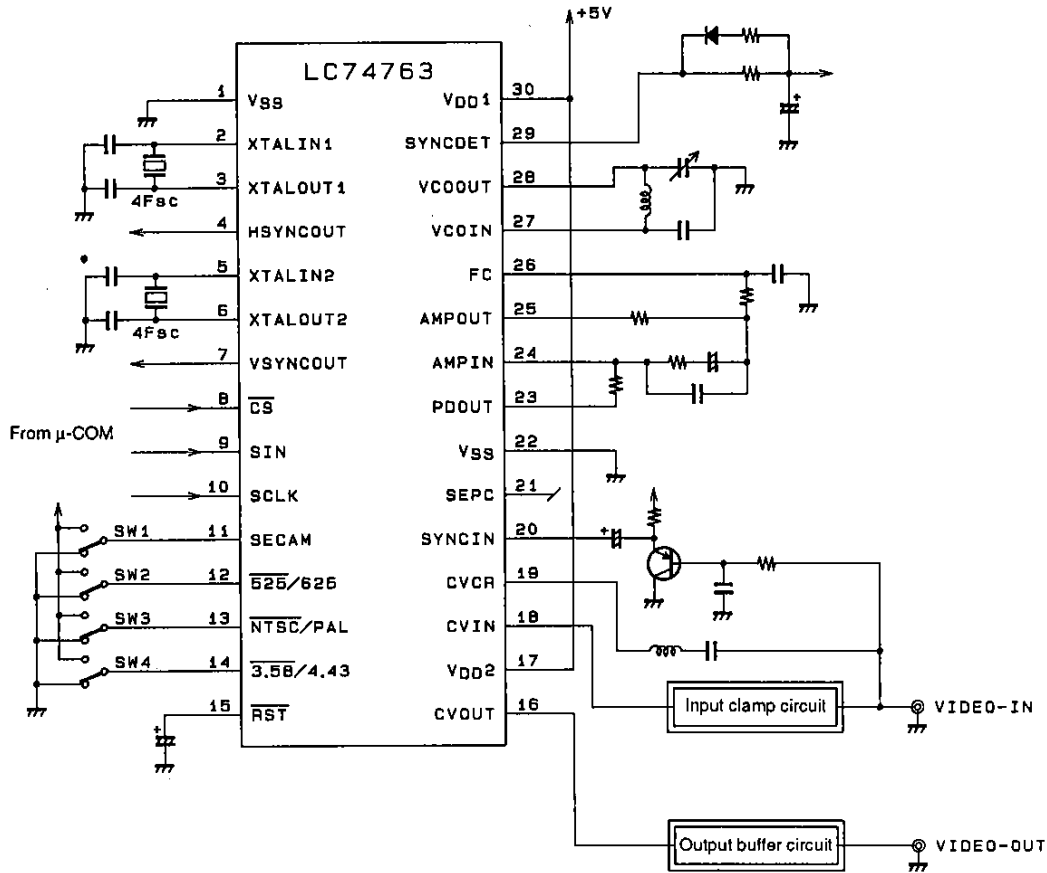 +5V
LC74763
1 VSS
2 XTALIN1
3 XTALOUT1
4Fsc
4 HSYNCOUT
5 XTALIN2
6 XTALOUT2
4Fsc
7 VSYNCOUT
8 CS
From μ-COM
9 SIN
10 SCLK
SW1 11 SECAM
SW2 12 525/625
SW3 13 NTSC/PAL
SW4 14 3.58/4.43
+ 15 RST
VDD1 30
SYNCDET 29
+
VCOOUT 28
VCOIN 27
FC 26
AMPOUT 25
AMPIN 24
PDOUT 23
VSS 22
SEPC 21
SYNCIN 20 +
CVCR 19
CVIN 18
VDD2 17
CVOUT 16
Input clamp circuit VIDEO-IN
Output buffer circuit VIDEO-OUT